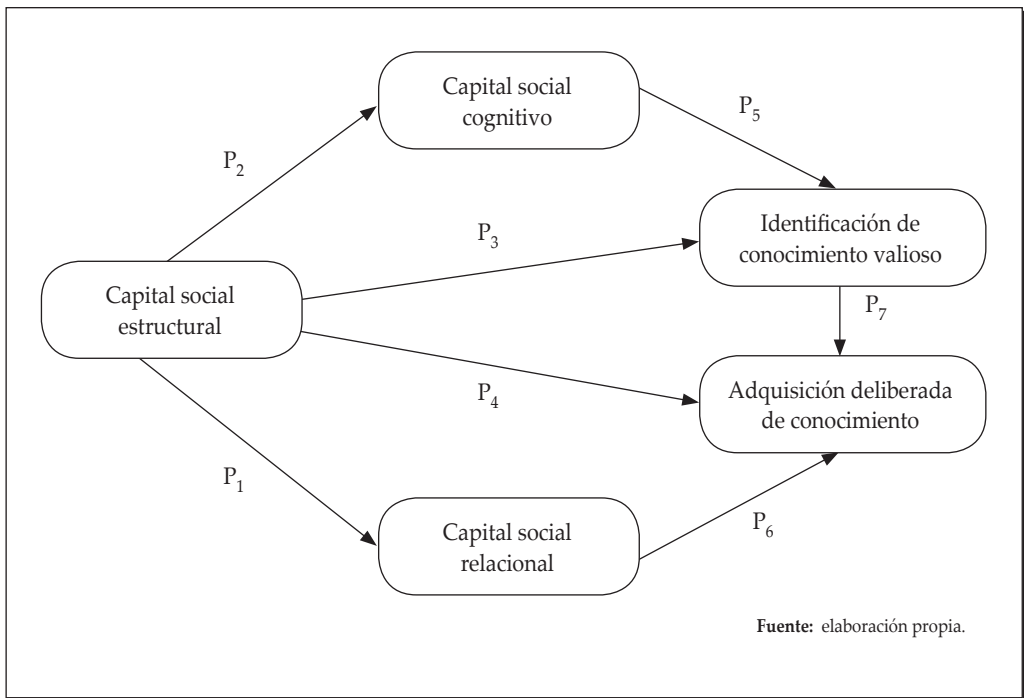 Capital social
cognitivo
P5
P2
Identificación de
conocimiento valioso
P3
Capital social
estructural
P7
Adquisición deliberada
de conocimiento
P4
P1
Capital social
relacional
P6
Fuente: elaboración propia.